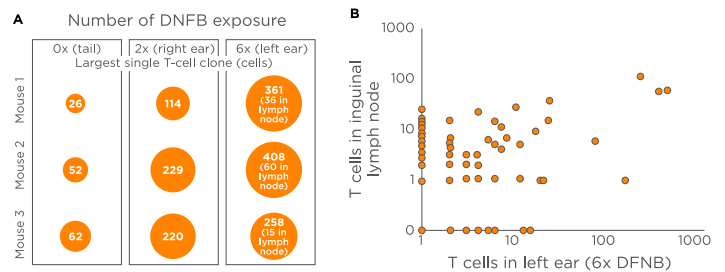 A
Number of DNFB exposure
0x (tail)
2x (right ear)
6x (left ear)
Largest single T-cell clone (cells)
Mouse 1
26
114
361
(36 in
lymph
node)
Mouse 2
52
229
408
(60 in
lymph
node)
Mouse 3
62
220
258
(15 in
lymph
node)
B
T cells in inguinal
lymph node
1000
100
10
1
0
1
10
100
1000
T cells in left ear (6x DFNB)